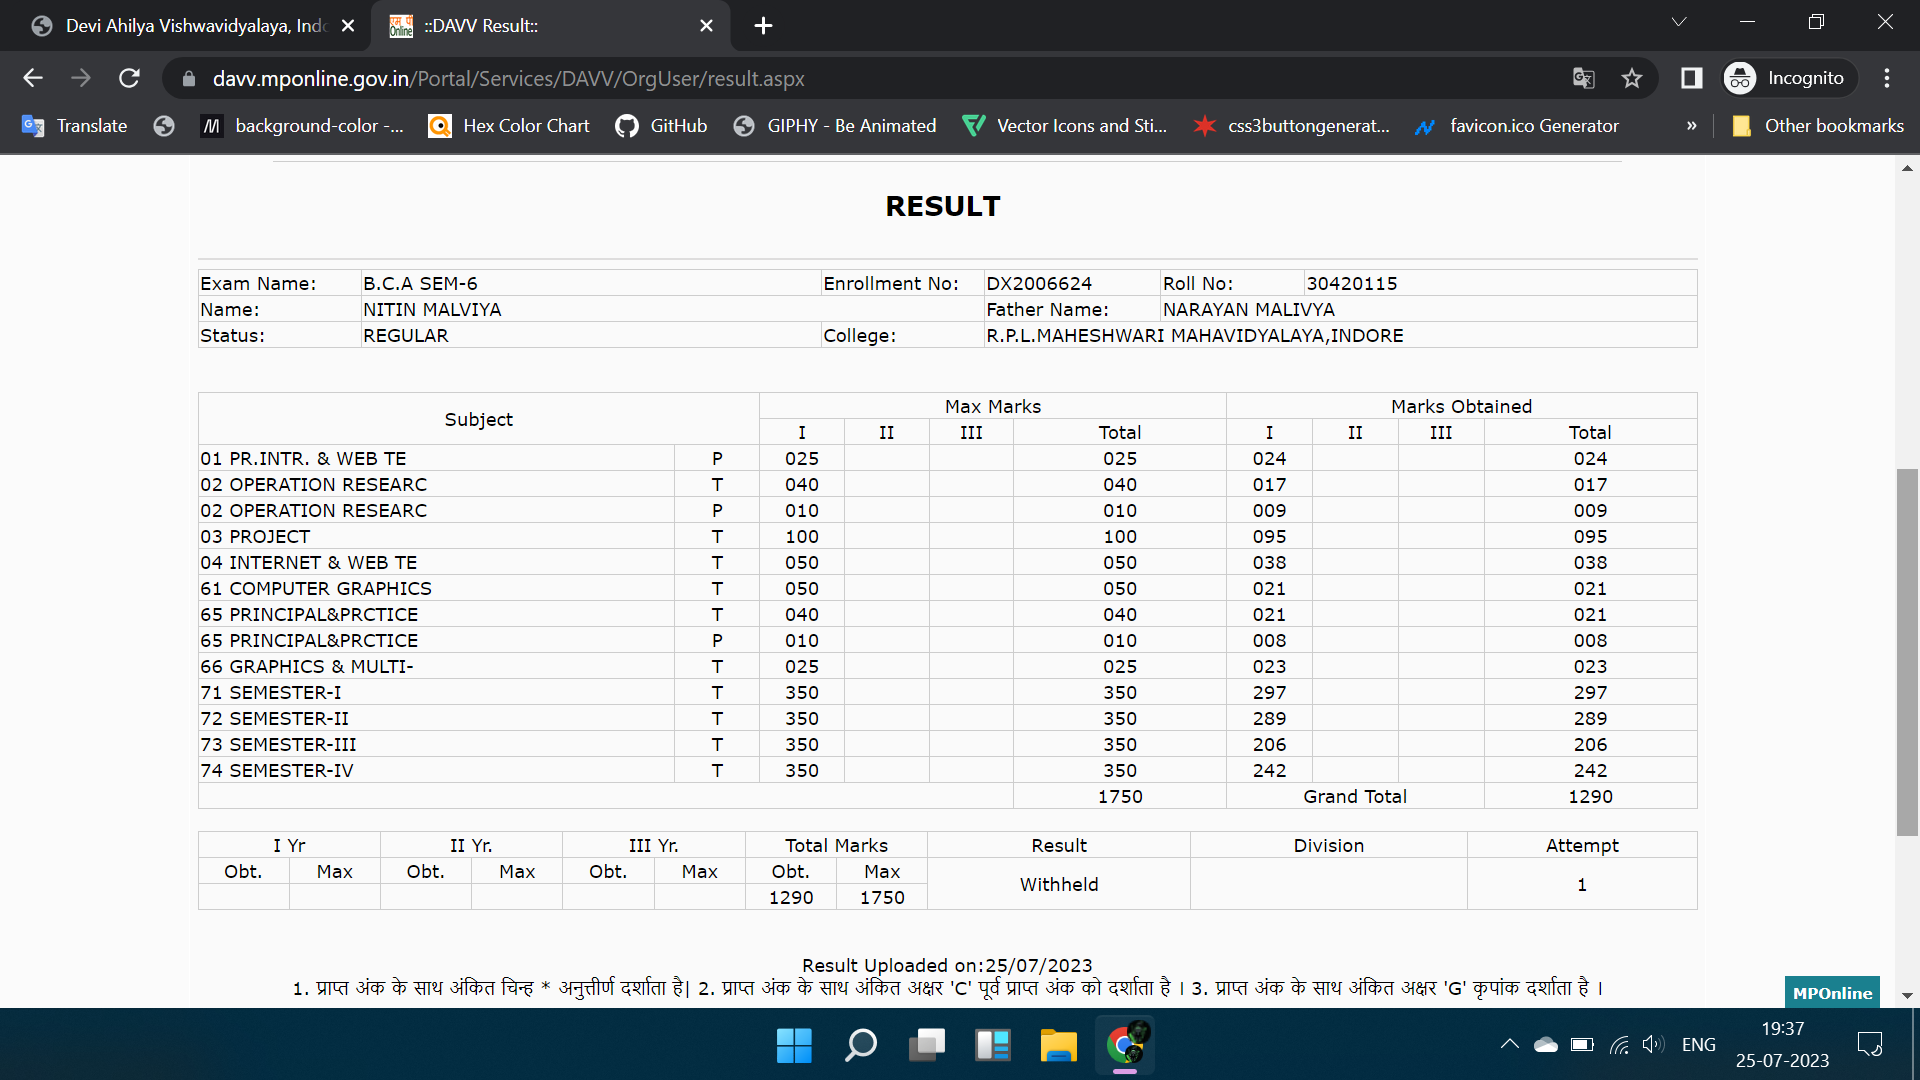 Devi Ahilya Vishwavidyalaya, Indo
::DAVV Result::
davv.mponline.gov.in/Portal/Services/DAVV/OrgUser/result.aspx
Incognito
Translate
background-color -...
Hex Color Chart
GitHub
GIPHY - Be Animated
Vector Icons and Sti...
css3buttongenerat...
favicon.ico Generator
»
Other bookmarks
RESULT
Exam Name: B.C.A SEM-6 Enrollment No: DX2006624 Roll No: 30420115
Name: NITIN MALVIYA Father Name: NARAYAN MALIVYA
Status: REGULAR College: R.P.L.MAHESHWARI MAHAVIDYALAYA,INDORE
Subject Max Marks Marks Obtained
I II III Total I II III Total
01 PR.INTR. & WEB TE P 025 025 024 024
02 OPERATION RESEARC T 040 040 017 017
02 OPERATION RESEARC P 010 010 009 009
03 PROJECT T 100 100 095 095
04 INTERNET & WEB TE T 050 050 038 038
61 COMPUTER GRAPHICS T 050 050 021 021
65 PRINCIPAL&PRCTICE T 040 040 021 021
65 PRINCIPAL&PRCTICE P 010 010 008 008
66 GRAPHICS & MULTI- T 025 025 023 023
71 SEMESTER-I T 350 350 297 297
72 SEMESTER-II T 350 350 289 289
73 SEMESTER-III T 350 350 206 206
74 SEMESTER-IV T 350 350 242 242
1750 Grand Total 1290
I Yr II Yr. III Yr. Total Marks Result Division Attempt
Obt. Max Obt. Max Obt. Max Obt. Max
Withheld 1
1290 1750
Result Uploaded on:25/07/2023
1. प्राप्त अंक के साथ अंकित चिन्ह * अनुत्तीर्ण दर्शाता है| 2. प्राप्त अंक के साथ अंकित अक्षर 'C' पूर्व प्राप्त अंक को दर्शाता है । 3. प्राप्त अंक के साथ अंकित अक्षर 'G' कृपांक दर्शाता है ।
MPOnline
ENG
19:37
25-07-2023